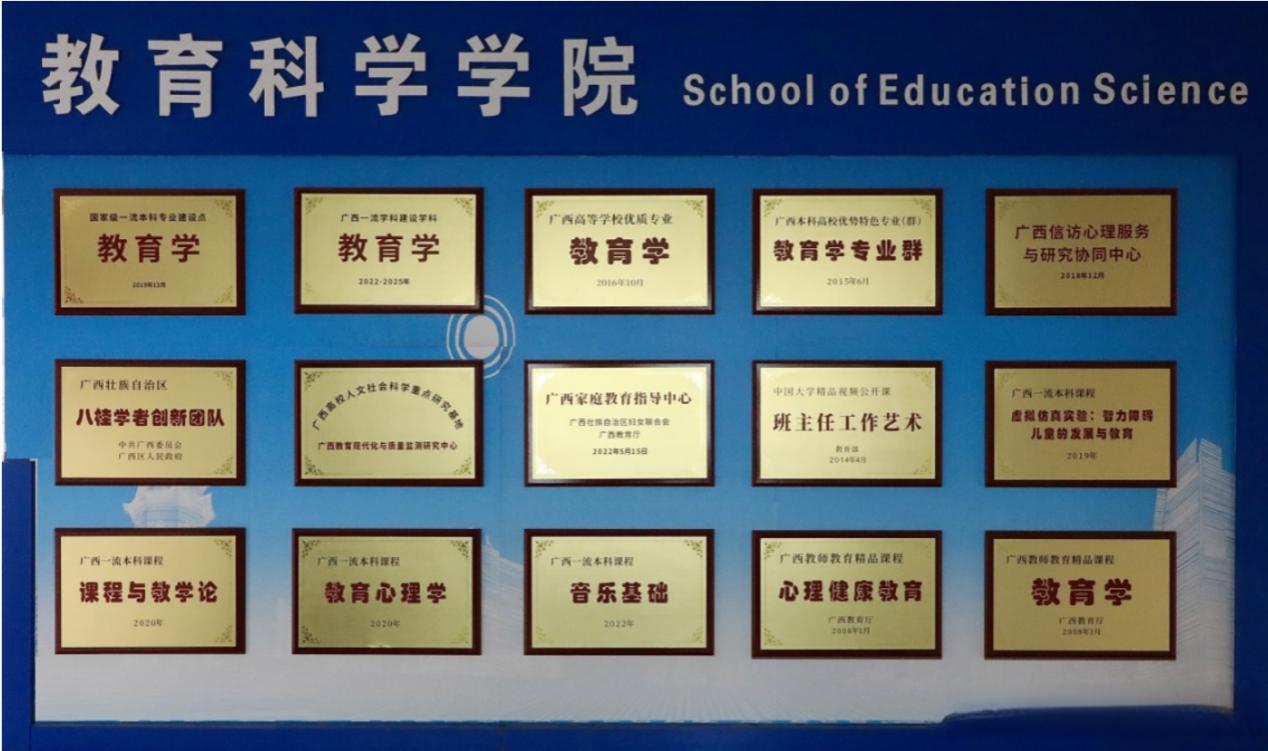 教育科学学院 School of Education Science
国家级一流本科专业建设点
教育学
2019年12月
广西一流学科建设学科
教育学
2022-2025年
广西高等学校优质专业
教育学
2016年10月
广西本科高校优势特色专业(群)
教育学专业群
2015年6月
广西信访心理服务
与研究协同中心
2018年12月
广西壮族自治区
八桂学者创新团队
中共广西委员会
广西区人民政府
广西高校人文社会科学重点研究基地
广西教育现代化与质量监测研究中心
广西家庭教育指导中心
广西壮族自治区妇女联合会
广西教育厅
2022年5月15日
中国大学精品视频公开课
班主任工作艺术
教育部
2014年4月
广西一流本科课程
虚拟仿真实验：智力障碍
儿童的发展与教育
2019年
广西一流本科课程
课程与教学论
2020年
广西一流本科课程
教育心理学
2020年
广西一流本科课程
音乐基础
2022年
广西教师教育精品课程
心理健康教育
广西教育厅
2008年1月
广西教师教育精品课程
教育学
广西教育厅
2008年1月